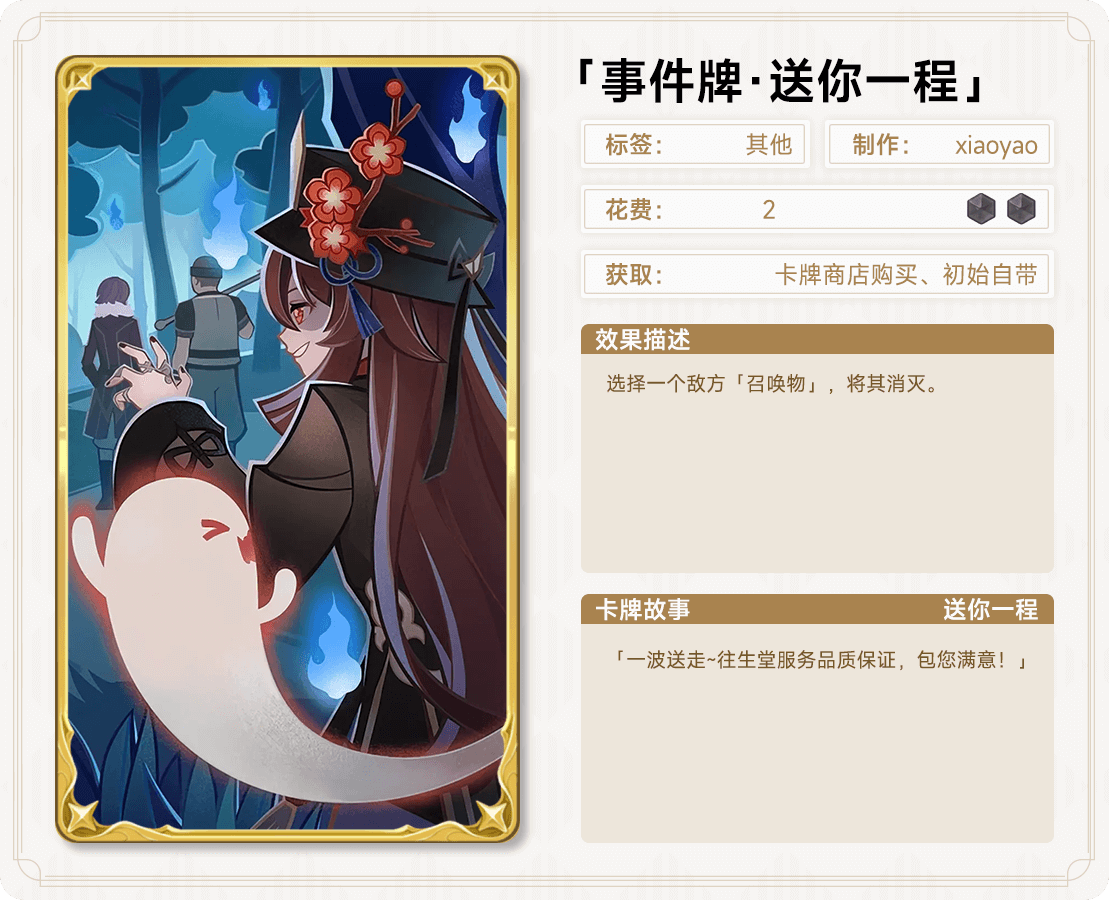 「事件牌·送你一程」
标签： 其他 制作： xiaoyao
花费： 2
获取： 卡牌商店购买、初始自带
效果描述
选择一个敌方「召唤物」，将其消灭。
卡牌故事 送你一程
「一波送走~往生堂服务品质保证，包您满意！」